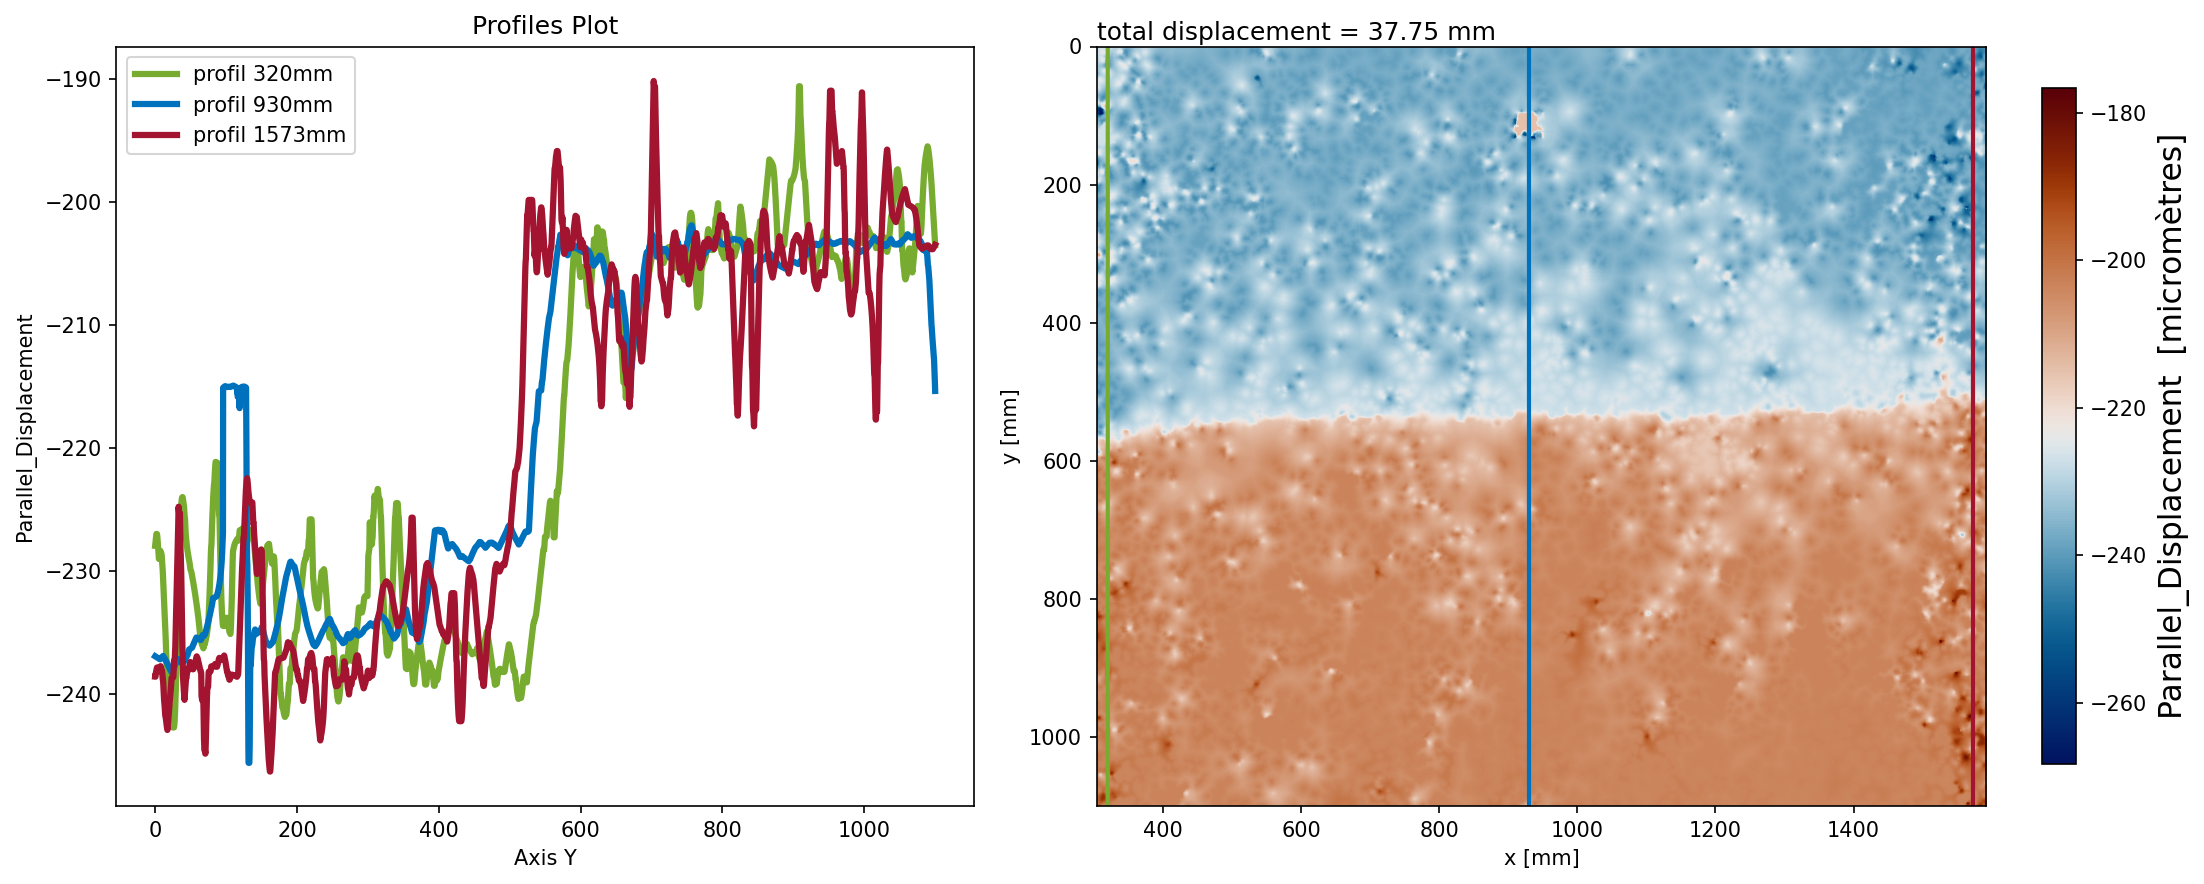 Profiles Plot
profil 320mm
profil 930mm
profil 1573mm
−190
−200
−210
−220
−230
−240
Parallel_Displacement
0
200
400
600
800
1000
Axis Y
total displacement = 37.75 mm
0
200
400
600
800
1000
y [mm]
400
600
800
1000
1200
1400
x [mm]
−180
−200
−220
−240
−260
Parallel_Displacement [micromètres]